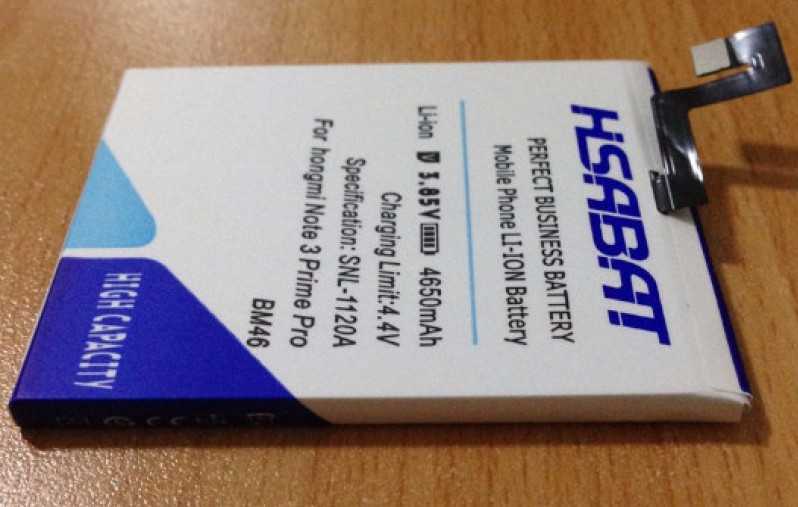 HSABAT
PERFECT BUSINESS BATTERY
Mobile Phone LI-ION Battery
Li-ion 3.85V 4650mAh
Charging Limit:4.4V
Specification: SNL-1120A
For hongmi Note 3 Prime Pro
BM46
HIGH CAPACITY